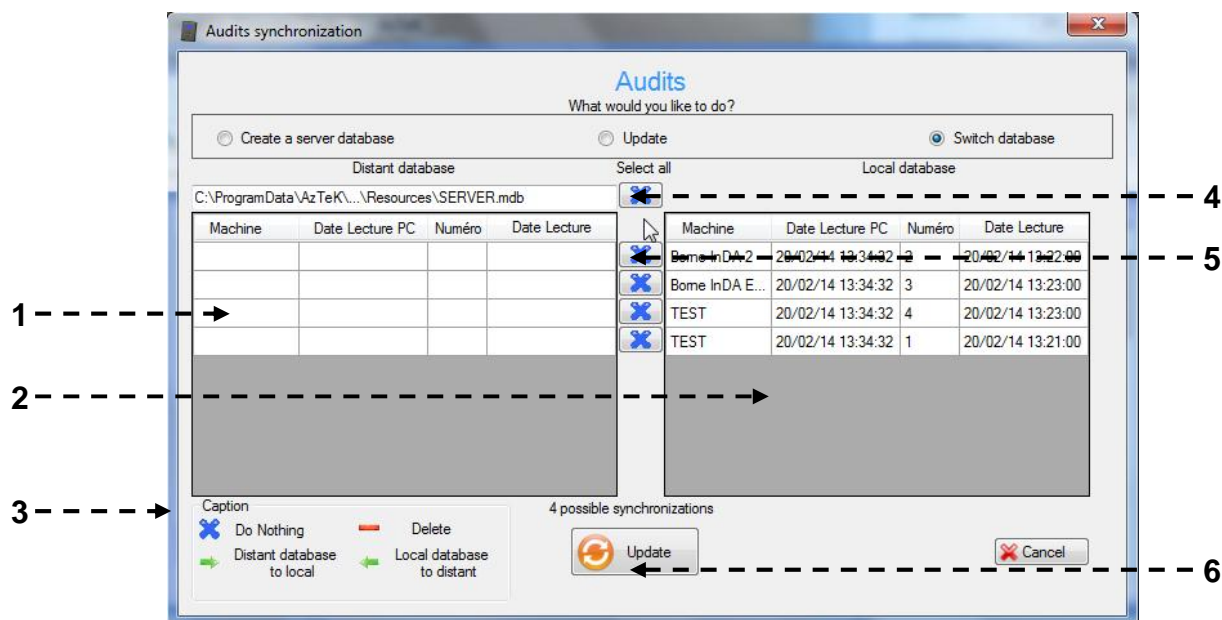 Audits synchronization
Audits
What would you like to do?
Create a server database Update Switch database
Distant database Select all Local database
C:\ProgramData\AzTeK\...\Resources\SERVER.mdb
4
Machine Date Lecture PC Numéro Date Lecture Machine Date Lecture PC Numéro Date Lecture
Borne InDA 2 20/02/14 13:34:32 2 20/02/14 13:22:00
5
Borne InDA E... 20/02/14 13:34:32 3 20/02/14 13:23:00
1
TEST 20/02/14 13:34:32 4 20/02/14 13:23:00
TEST 20/02/14 13:34:32 1 20/02/14 13:21:00
2
3
Caption 4 possible synchronizations
Do Nothing Delete
Distant database Local database
to local to distant
Update Cancel
6